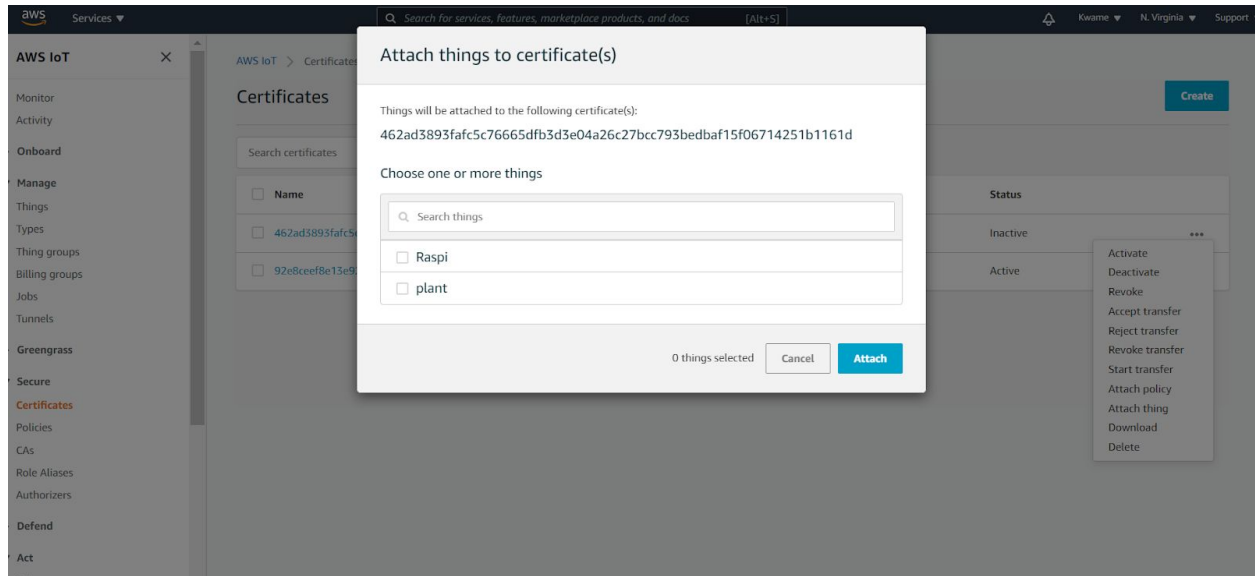 aws Services Search for services, features, marketplace products, and docs [Alt+S] Kwame N. Virginia Support
AWS IoT
Monitor
Activity
Onboard
Manage
Things
Types
Thing groups
Billing groups
Jobs
Tunnels
Greengrass
Secure
Certificates
Policies
CAs
Role Aliases
Authorizers
Defend
Act
AWS IoT > Certificates
Certificates
Create
Search certificates
Name Status
462ad3893fafc5c Inactive ...
92e8ceef8e13e9 Active
Attach things to certificate(s)
Things will be attached to the following certificate(s):
462ad3893fafc5c76665dfb3d3e04a26c27bcc793bedbaf15f06714251b1161d
Choose one or more things
Search things
Raspi
plant
0 things selected Cancel Attach
Activate
Deactivate
Revoke
Accept transfer
Reject transfer
Revoke transfer
Start transfer
Attach policy
Attach thing
Download
Delete